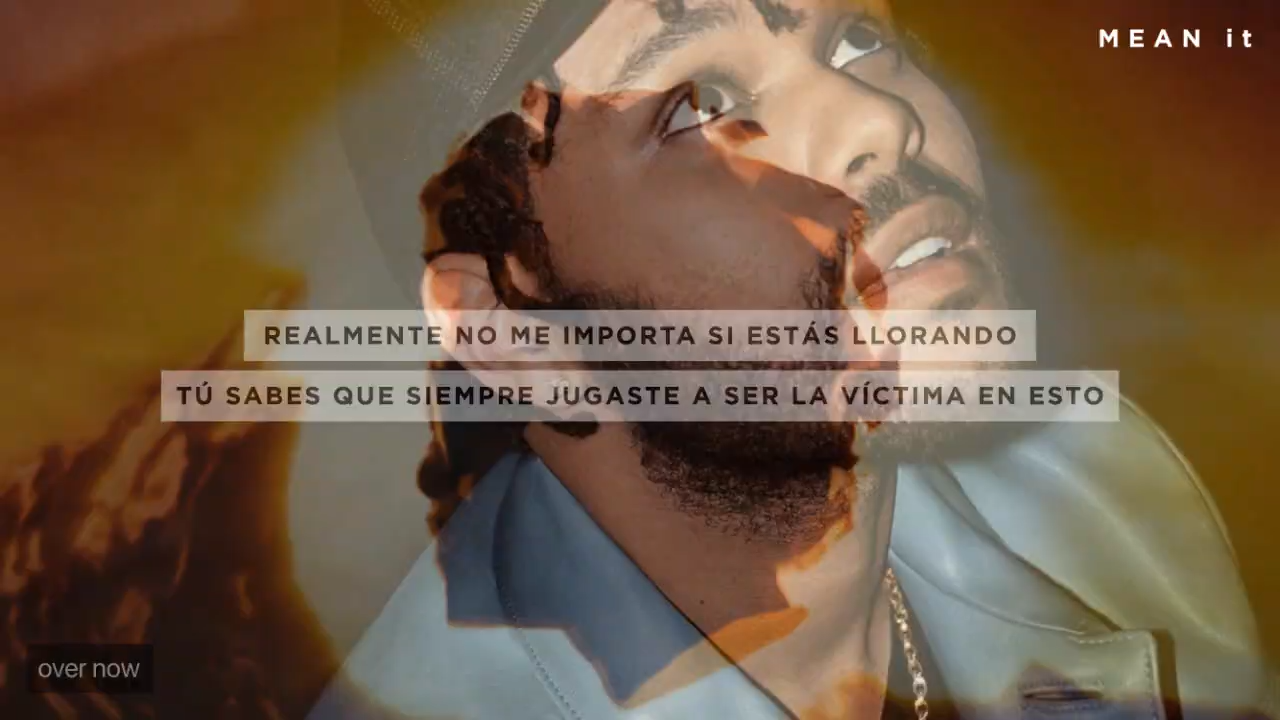 MEAN it
REALMENTE NO ME IMPORTA SI ESTÁS LLORANDO
TÚ SABES QUE SIEMPRE JUGASTE A SER LA VÍCTIMA EN ESTO
over now